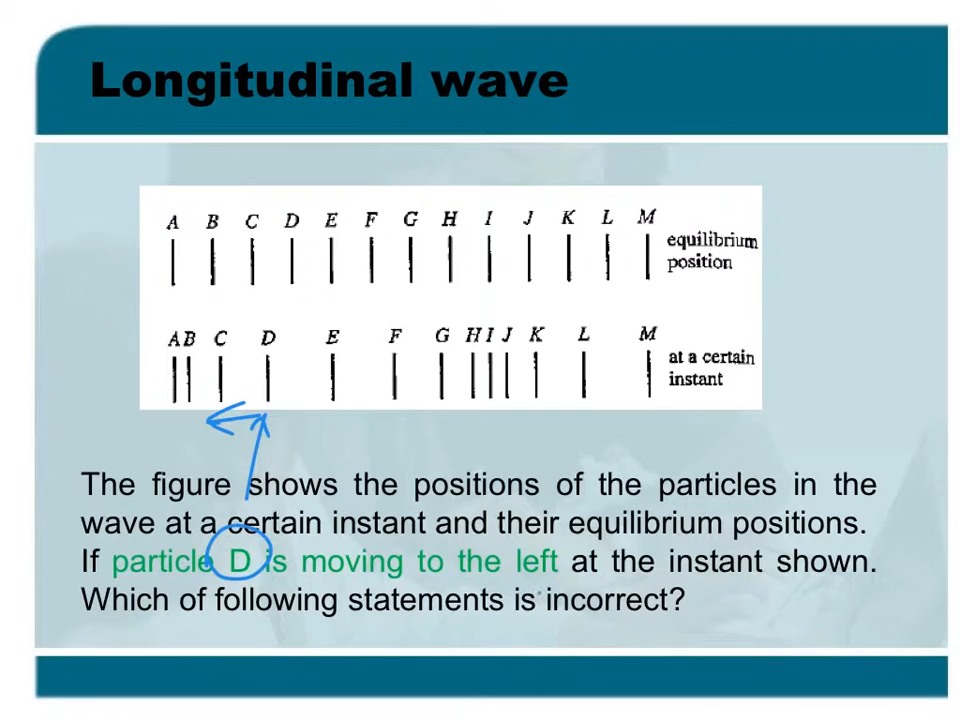 Longitudinal wave
A B C D E F G H I J K L M
equilibrium
position
A B C D E F G H I J K L M
at a certain
instant
The figure shows the positions of the particles in the
wave at a certain instant and their equilibrium positions.
If particle D is moving to the left at the instant shown.
Which of following statements is incorrect?